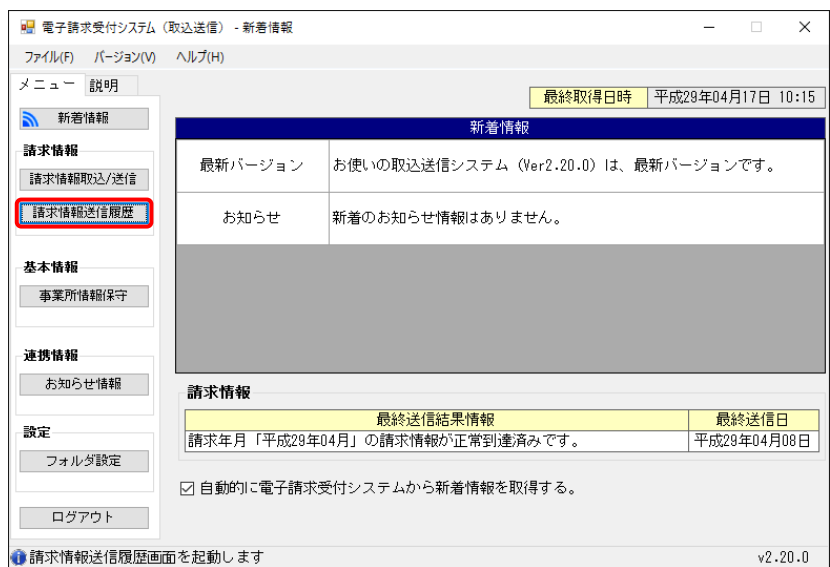 電子請求受付システム（取込送信） - 新着情報
ファイル(F) バージョン(V) ヘルプ(H)
メニュー 説明
最終取得日時 平成29年04月17日 10:15
新着情報
請求情報
請求情報取込/送信
請求情報送信履歴
基本情報
事業所情報保守
連携情報
お知らせ情報
設定
フォルダ設定
ログアウト
新着情報
最新バージョン お使いの取込送信システム（Ver2.20.0）は、最新バージョンです。
お知らせ 新着のお知らせ情報はありません。
請求情報
最終送信結果情報 最終送信日
請求年月「平成29年04月」の請求情報が正常到達済みです。 平成29年04月08日
自動的に電子請求受付システムから新着情報を取得する。
請求情報送信履歴画面を起動します v2.20.0